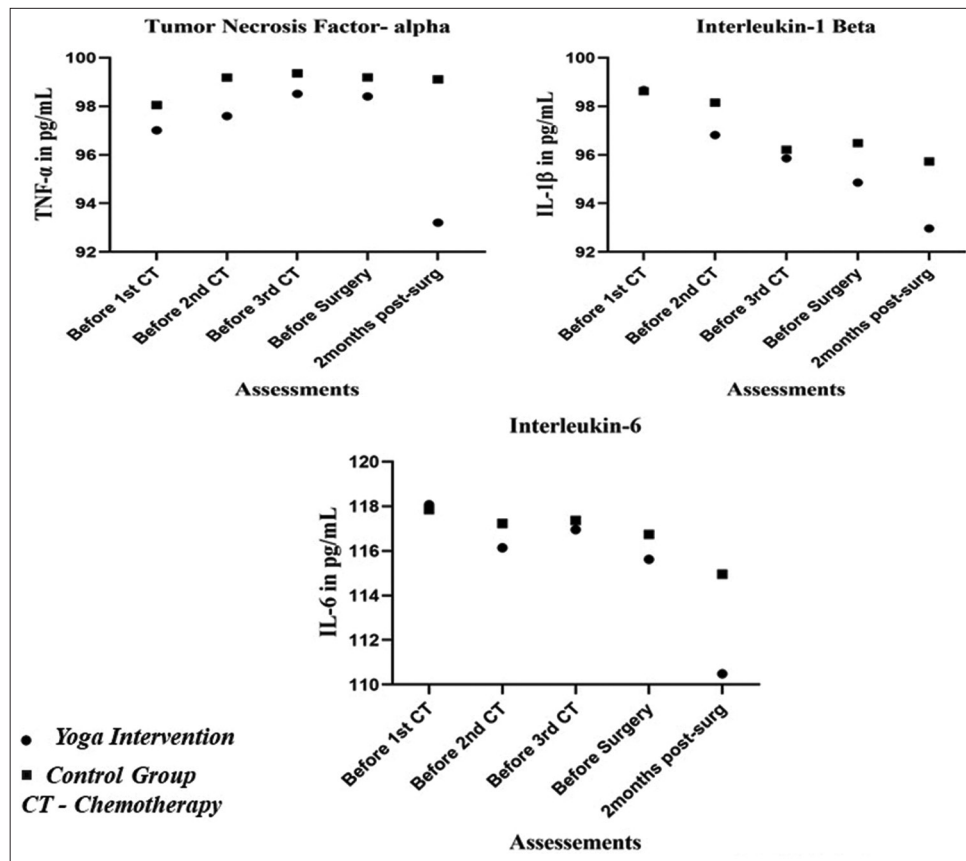 Tumor Necrosis Factor- alpha
TNF-α in pg/mL
100
98
96
94
92
Before 1st CT
Before 2nd CT
Before 3rd CT
Before Surgery
2months post-surg
Assessments
Interleukin-1 Beta
IL-1β in pg/mL
100
98
96
94
92
Before 1st CT
Before 2nd CT
Before 3rd CT
Before Surgery
2months post-surg
Assessments
Interleukin-6
IL-6 in pg/mL
120
118
116
114
112
110
Before 1st CT
Before 2nd CT
Before 3rd CT
Before Surgery
2months post-surg
Assessements
Yoga Intervention
Control Group
CT - Chemotherapy